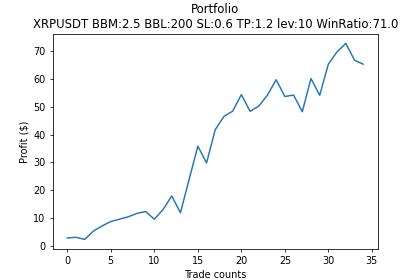 Portfolio
XRPUSDT BBM:2.5 BBL:200 SL:0.6 TP:1.2 lev:10 WinRatio:71.0
Profit ($)
70
60
50
40
30
20
10
0
0 5 10 15 20 25 30 35
Trade counts